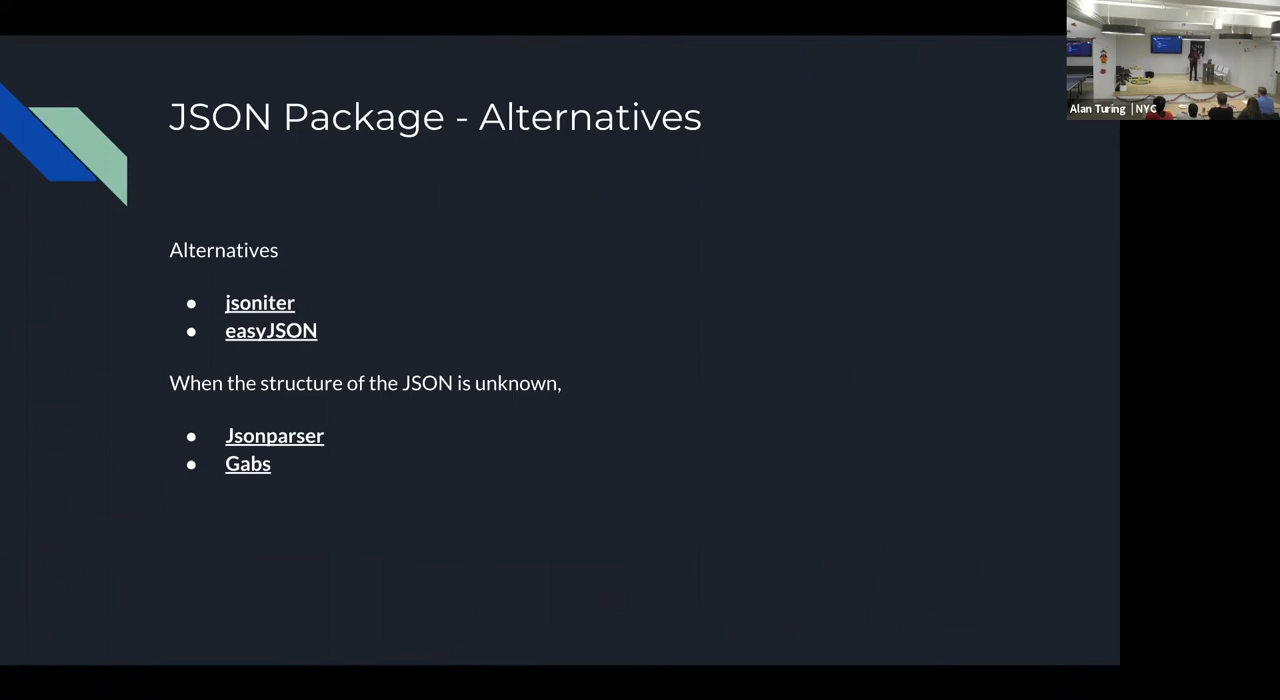 JSON Package - Alternatives
Alan Turing | NYC
Alternatives
● jsoniter
● easyJSON
When the structure of the JSON is unknown,
● Jsonparser
● Gabs